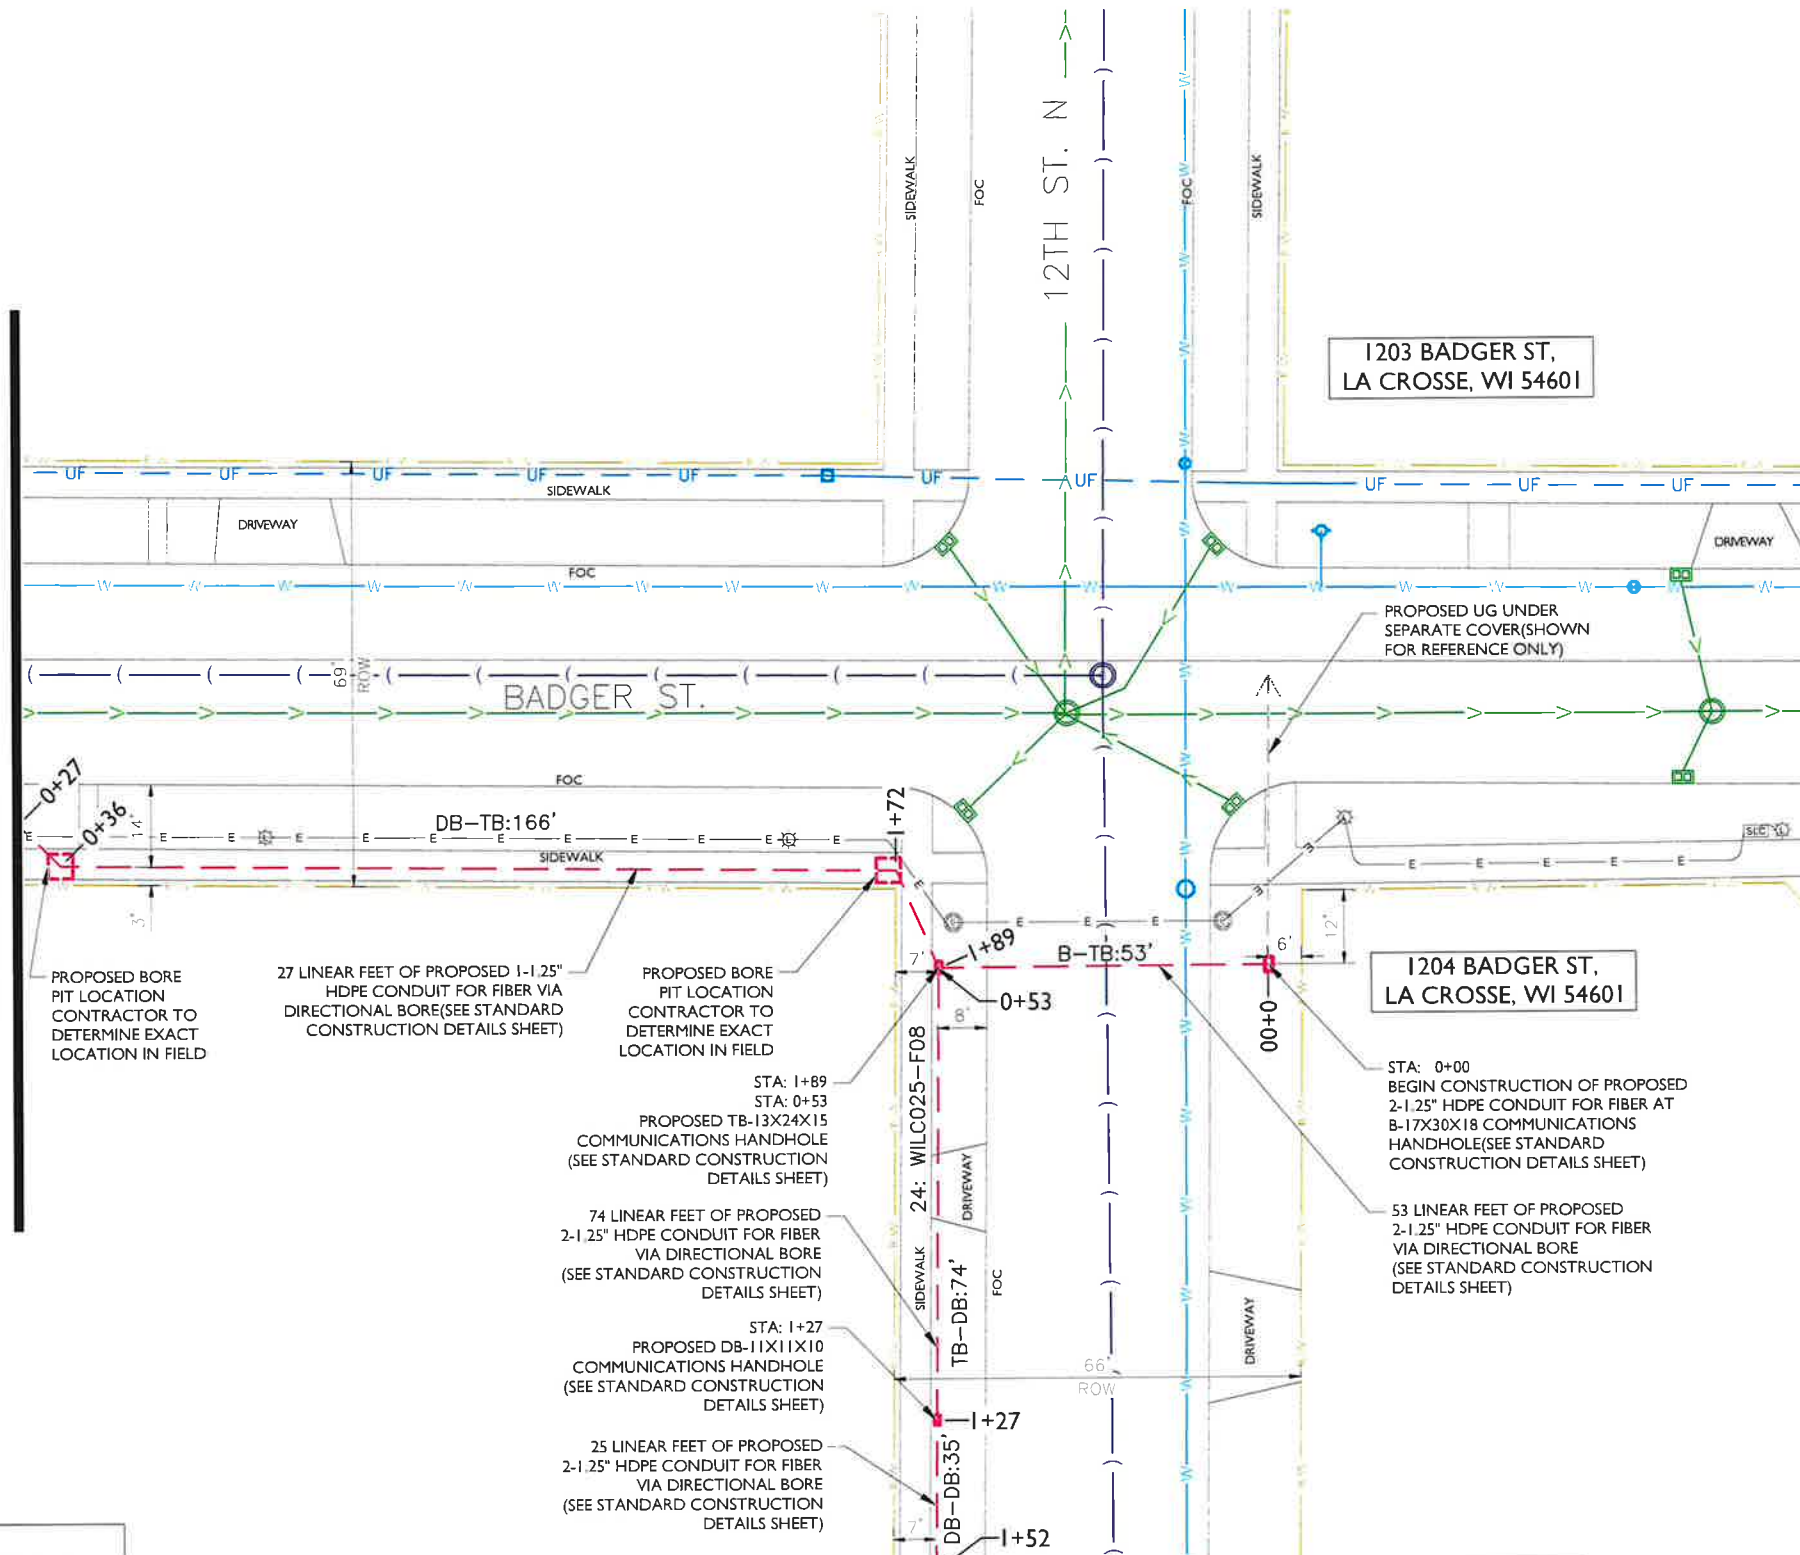 12TH ST. N
SIDEWALK
FOC
FOC
SIDEWALK
1203 BADGER ST,
LA CROSSE, WI 54601
UF
UF
UF
UF
UF
UF
UF
UF
UF
UF
SIDEWALK
DRIVEWAY
DRIVEWAY
FOC
W
W
W
W
W
W
W
W
W
PROPOSED UG UNDER
SEPARATE COVER(SHOWN
FOR REFERENCE ONLY)
69'
ROW
BADGER ST.
FOC
0+27
0+36
14'
DB-TB:166'
1+72
E
E
E
E
E
E
E
SIDEWALK
SLC
E
E
E
E
3'
E
E
E
1+89
B-TB:53'
7'
6'
12'
0+53
8'
0+00
1204 BADGER ST,
LA CROSSE, WI 54601
PROPOSED BORE
PIT LOCATION
CONTRACTOR TO
DETERMINE EXACT
LOCATION IN FIELD
27 LINEAR FEET OF PROPOSED 1-1.25"
HDPE CONDUIT FOR FIBER VIA
DIRECTIONAL BORE(SEE STANDARD
CONSTRUCTION DETAILS SHEET)
PROPOSED BORE
PIT LOCATION
CONTRACTOR TO
DETERMINE EXACT
LOCATION IN FIELD
STA: 1+89
STA: 0+53
PROPOSED TB-13X24X15
COMMUNICATIONS HANDHOLE
(SEE STANDARD CONSTRUCTION
DETAILS SHEET)
STA: 0+00
BEGIN CONSTRUCTION OF PROPOSED
2-1.25" HDPE CONDUIT FOR FIBER AT
B-17X30X18 COMMUNICATIONS
HANDHOLE(SEE STANDARD
CONSTRUCTION DETAILS SHEET)
24: WILC025-F08
DRIVEWAY
74 LINEAR FEET OF PROPOSED
2-1.25" HDPE CONDUIT FOR FIBER
VIA DIRECTIONAL BORE
(SEE STANDARD CONSTRUCTION
DETAILS SHEET)
53 LINEAR FEET OF PROPOSED
2-1.25" HDPE CONDUIT FOR FIBER
VIA DIRECTIONAL BORE
(SEE STANDARD CONSTRUCTION
DETAILS SHEET)
SIDEWALK
TB-DB:74'
FOC
DRIVEWAY
STA: 1+27
PROPOSED DB-11X11X10
COMMUNICATIONS HANDHOLE
(SEE STANDARD CONSTRUCTION
DETAILS SHEET)
66'
ROW
1+27
25 LINEAR FEET OF PROPOSED
2-1.25" HDPE CONDUIT FOR FIBER
VIA DIRECTIONAL BORE
(SEE STANDARD CONSTRUCTION
DETAILS SHEET)
DB-DB:35'
7'
1+52